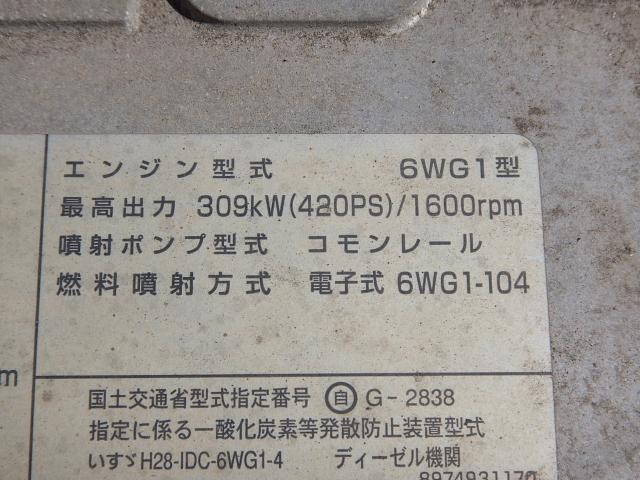 エンジン型式 6WG1型
最高出力 309kW(420PS)/1600rpm
噴射ポンプ型式 コモンレール
燃料噴射方式 電子式 6WG1-104
m
国土交通省型式指定番号 自 G-2838
指定に係る一酸化炭素等発散防止装置型式
いすゞH28-IDC-6WG1-4 ディーゼル機関
8974931170